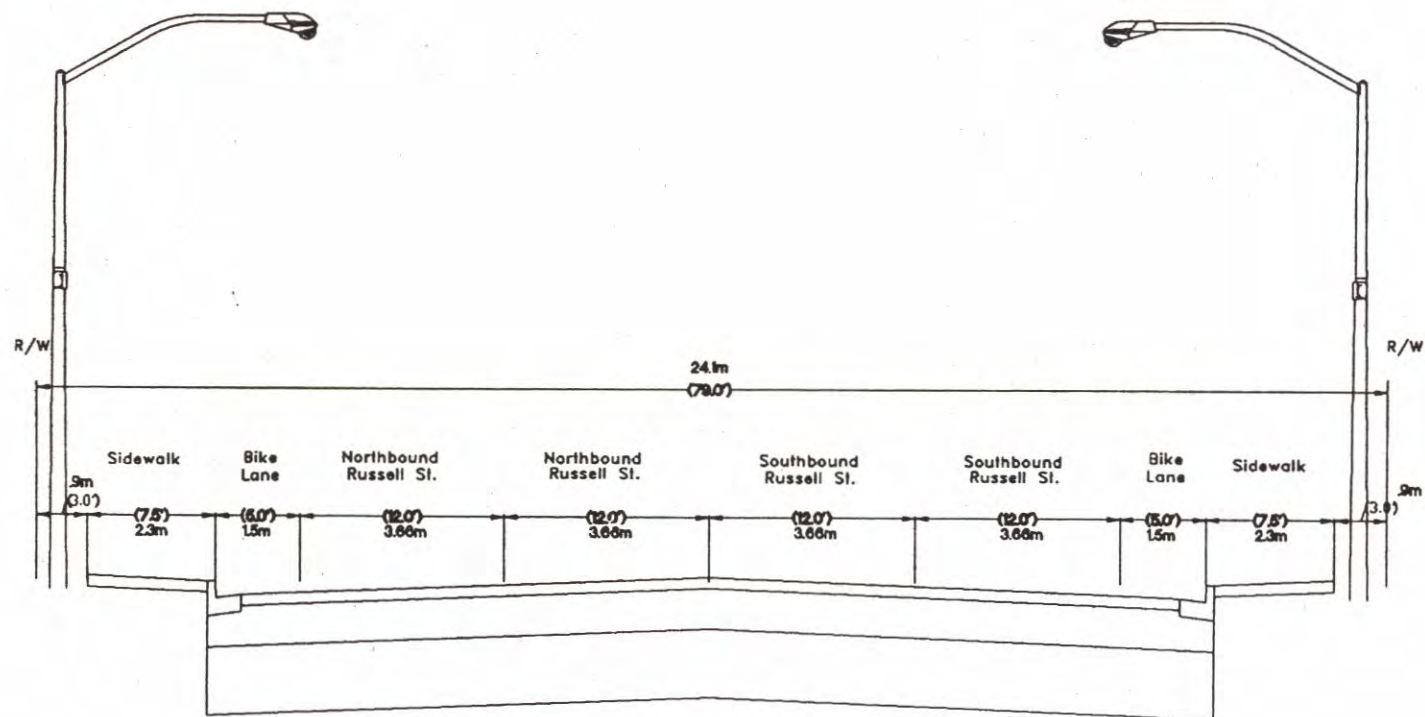 R/W
R/W
24.1m
(79.0')
Sidewalk
Bike
Lane
Northbound
Russell St.
Northbound
Russell St.
Southbound
Russell St.
Southbound
Russell St.
Bike
Lane
Sidewalk
.9m
(3.0')
(7.5')
2.3m
(5.0')
1.5m
(12.0')
3.66m
(12.0')
3.66m
(12.0')
3.66m
(12.0')
3.66m
(5.0')
1.5m
(7.5')
2.3m
.9m
(3.0')